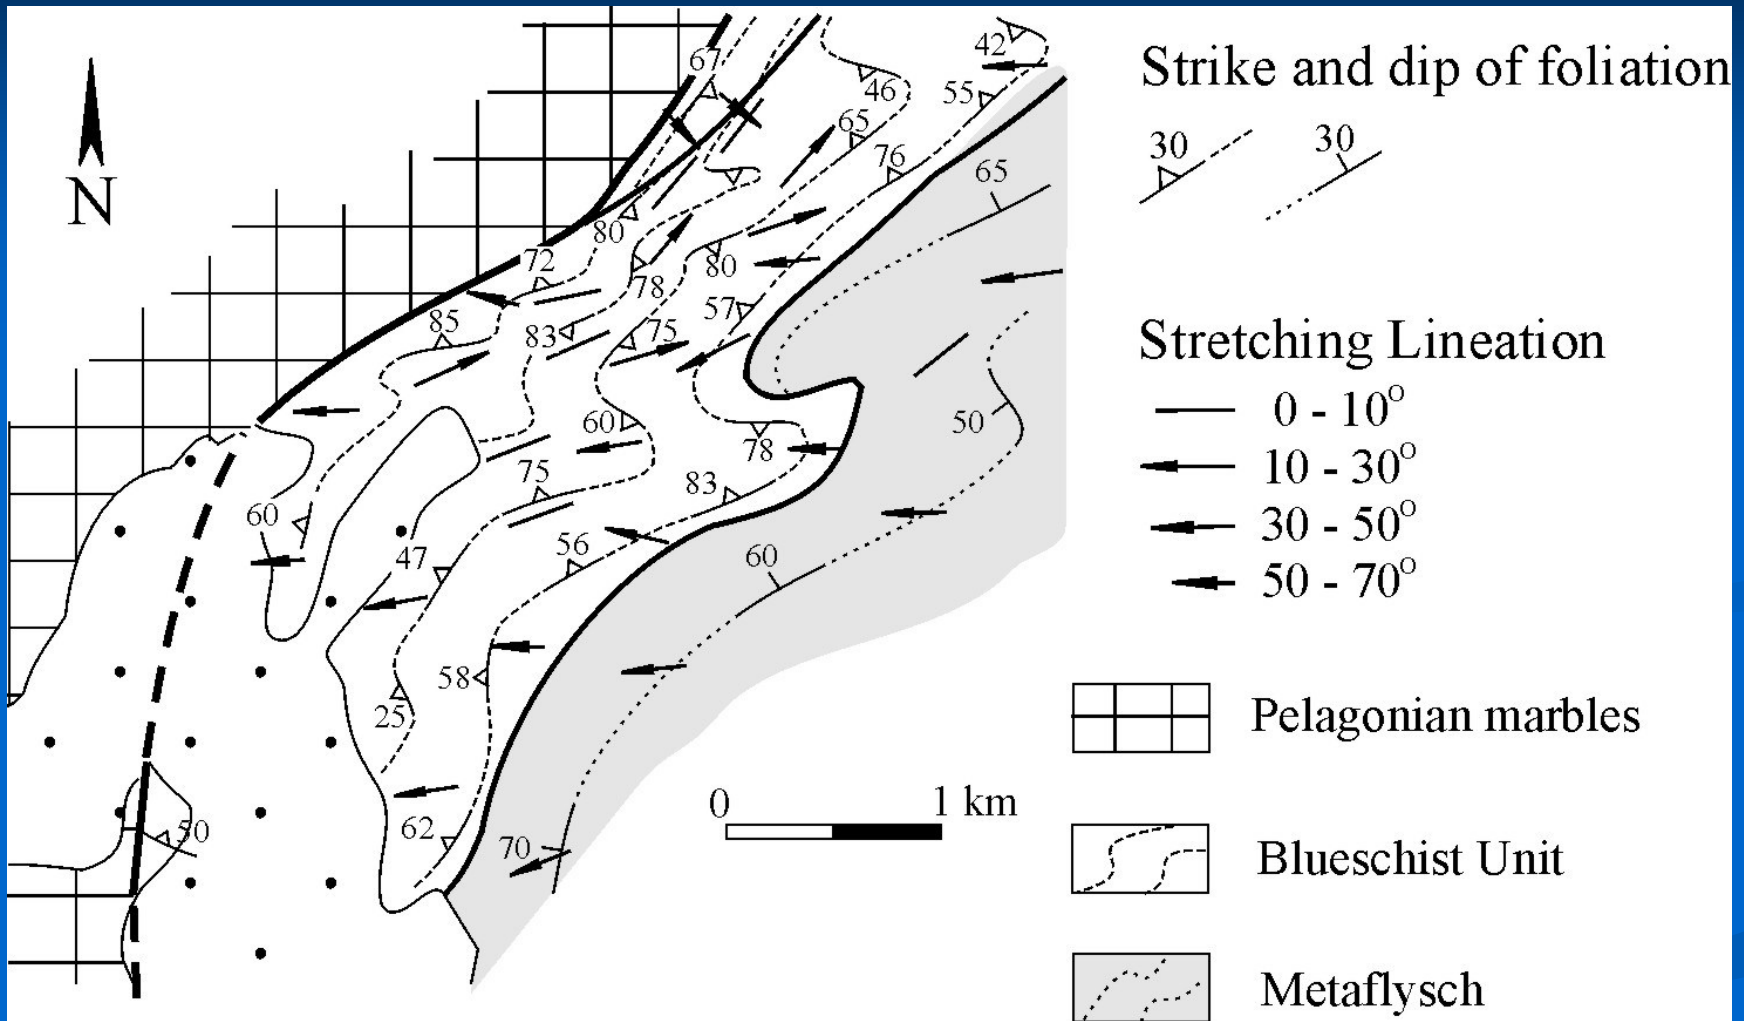 Strike and dip of foliation
30
30
Stretching Lineation
0 - 10°
10 - 30°
30 - 50°
50 - 70°
Pelagonian marbles
Blueschist Unit
Metaflysch
N
0
1 km
67
42
46
55
65
76
65
80
72
80
78
57
85
83
75
60
50
78
75
83
60
47
56
60
58
25
62
70
50